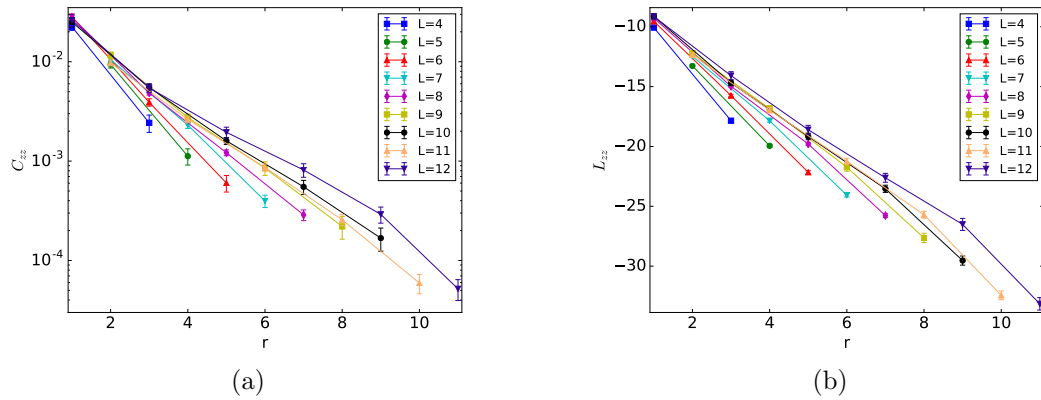 10⁻²
10⁻³
10⁻⁴
C_zz
2 4 6 8 10
r
L=4
L=5
L=6
L=7
L=8
L=9
L=10
L=11
L=12
(a)
−10
−15
−20
−25
−30
L_zz
2 4 6 8 10
r
L=4
L=5
L=6
L=7
L=8
L=9
L=10
L=11
L=12
(b)